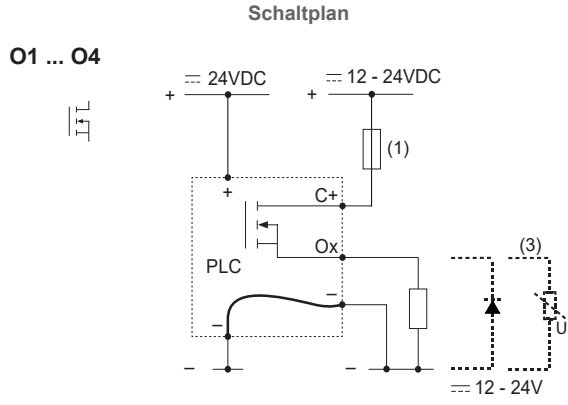 Schaltplan
O1 ... O4
24VDC
12 - 24VDC
+
+
(1)
+
C+
Ox
PLC
(3)
–
–
U
–
–
12 - 24V